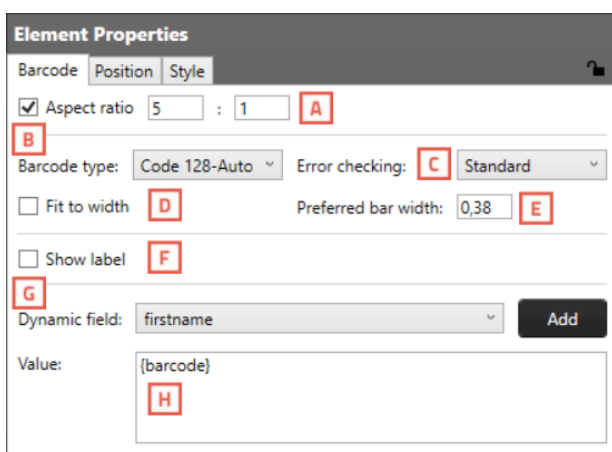 Element Properties
Barcode Position Style
Aspect ratio 5 : 1 A
B
Barcode type: Code 128-Auto Error checking: C Standard
Fit to width D Preferred bar width: 0,38 E
Show label F
G
Dynamic field: firstname Add
Value: {barcode}
H